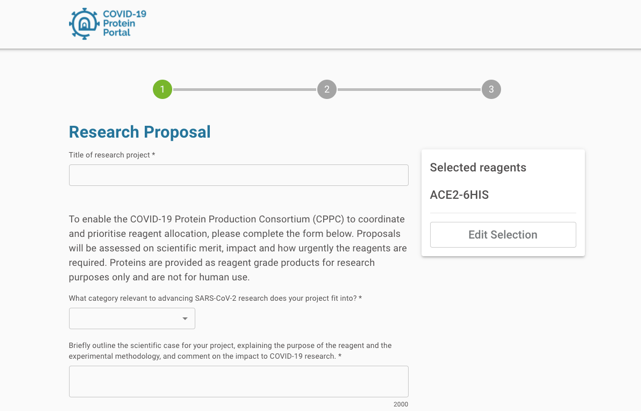 COVID-19
Protein
Portal
1
2
3
Research Proposal
Title of research project *
Selected reagents
ACE2-6HIS
Edit Selection
To enable the COVID-19 Protein Production Consortium (CPPC) to coordinate
and prioritise reagent allocation, please complete the form below. Proposals
will be assessed on scientific merit, impact and how urgently the reagents are
required. Proteins are provided as reagent grade products for research
purposes only and are not for human use.
What category relevant to advancing SARS-CoV-2 research does your project fit into? *
Briefly outline the scientific case for your project, explaining the purpose of the reagent and the
experimental methodology, and comment on the impact to COVID-19 research. *
2000